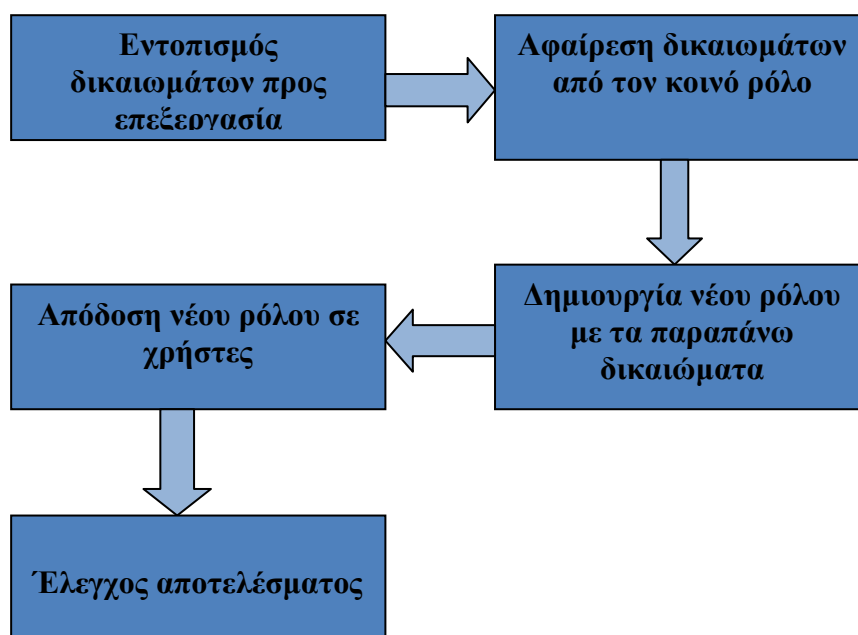 Εντοπισμός
δικαιωμάτων προς
επεξεργασία
Αφαίρεση δικαιωμάτων
από τον κοινό ρόλο
Δημιουργία νέου ρόλου
με τα παραπάνω
δικαιώματα
Απόδοση νέου ρόλου σε
χρήστες
Έλεγχος αποτελέσματος